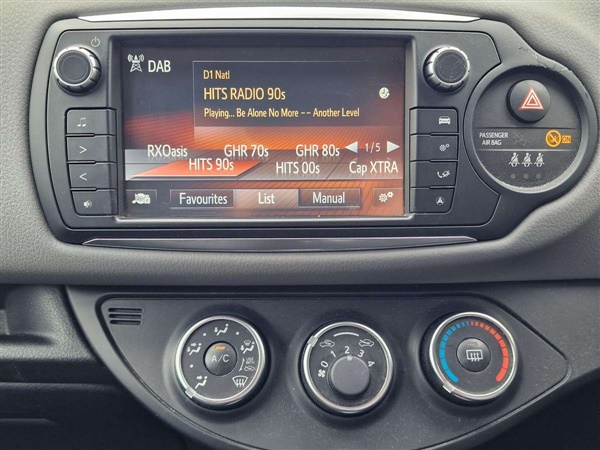 DAB
D1 Natl
HITS RADIO 90s
Playing... Be Alone No More -- Another Level
RXOasis GHR 70s GHR 80s 1/5
HITS 90s HITS 00s Cap XTRA
Favourites List Manual
PASSENGER
AIR BAG
ON
A/C
0 1 2 3 4